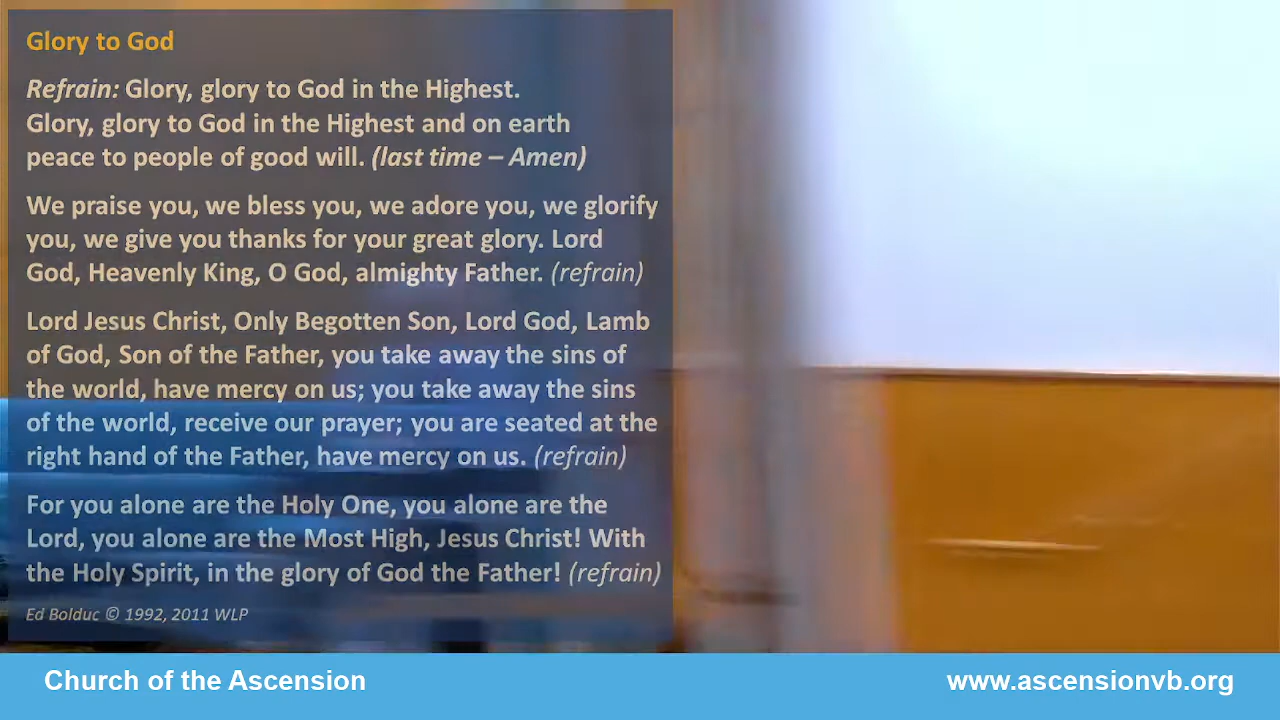 Glory to God
Refrain: Glory, glory to God in the Highest.
Glory, glory to God in the Highest and on earth
peace to people of good will. (last time – Amen)
We praise you, we bless you, we adore you, we glorify
you, we give you thanks for your great glory. Lord
God, Heavenly King, O God, almighty Father. (refrain)
Lord Jesus Christ, Only Begotten Son, Lord God, Lamb
of God, Son of the Father, you take away the sins of
the world, have mercy on us; you take away the sins
of the world, receive our prayer; you are seated at the
right hand of the Father, have mercy on us. (refrain)
For you alone are the Holy One, you alone are the
Lord, you alone are the Most High, Jesus Christ! With
the Holy Spirit, in the glory of God the Father! (refrain)
Ed Bolduc © 1992, 2011 WLP
Church of the Ascension
www.ascensionvb.org